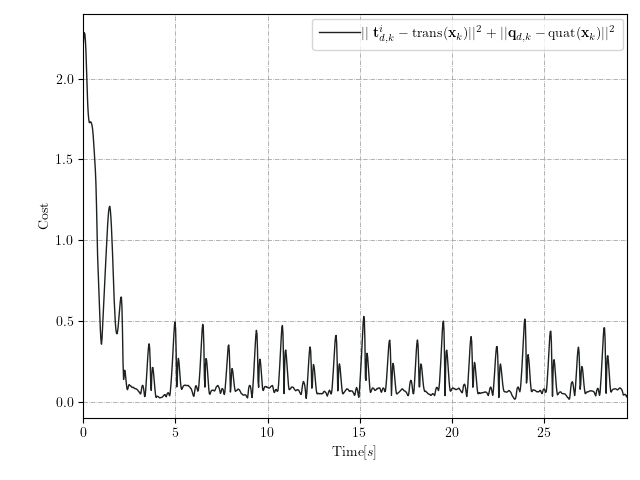 || t^i_{d,k} − trans(x_k)||² + ||q_{d,k} − quat(x_k)||²
2.0
1.5
Cost
1.0
0.5
0.0
0 5 10 15 20 25
Time[s]